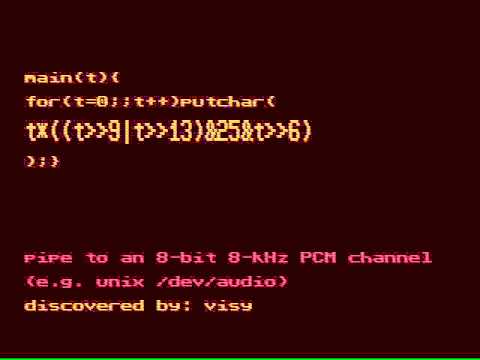 main(t){
for(t=0;;t++)putchar(
t*((t>>9|t>>13)&25&t>>6)
);}
pipe to an 8-bit 8-kHz PCM channel
(e.g. unix /dev/audio)
discovered by: visy